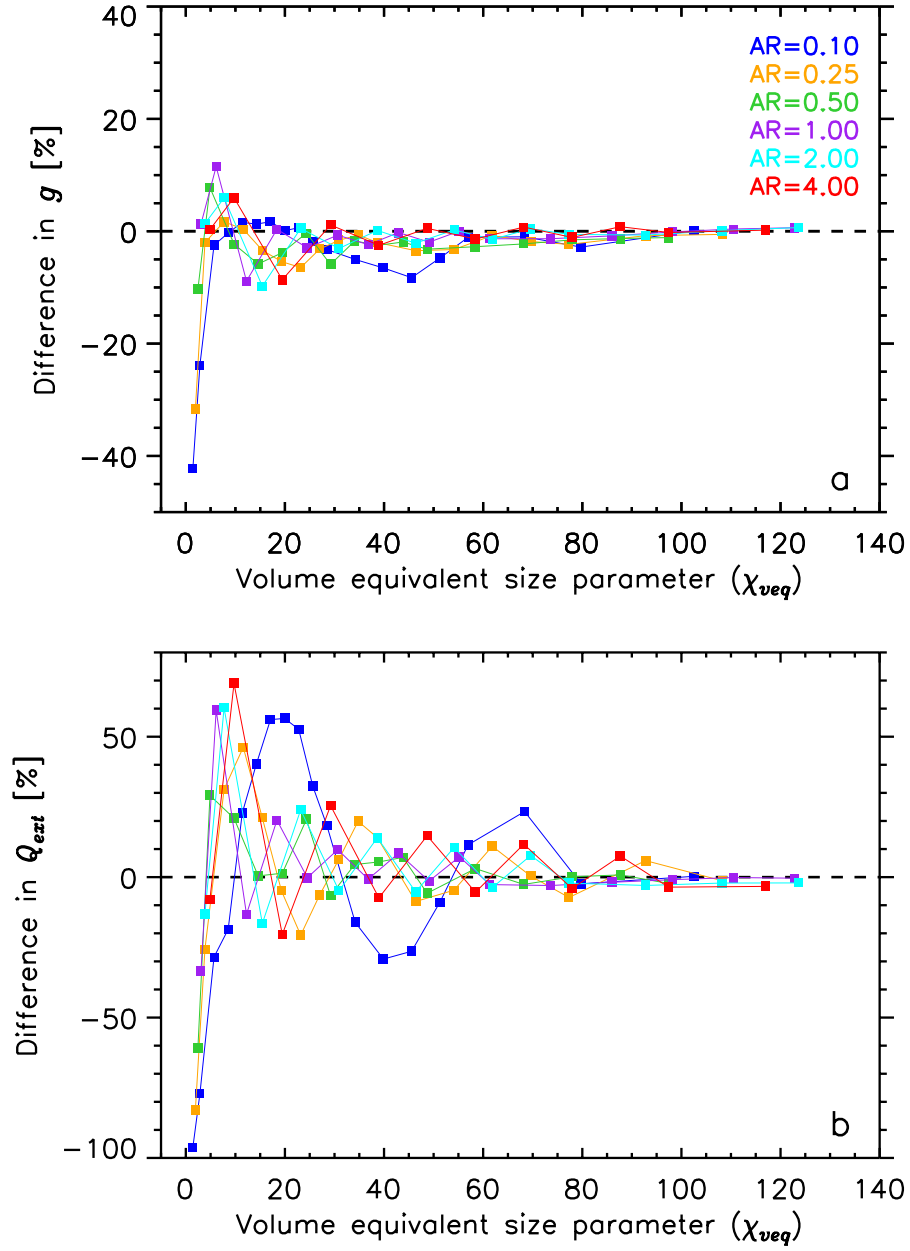 40
20
0
−20
−40
Difference in g [%]
AR=0.10
AR=0.25
AR=0.50
AR=1.00
AR=2.00
AR=4.00
a
0 20 40 60 80 100 120 140
Volume equivalent size parameter (χveq)
50
0
−50
−100
Difference in Qext [%]
b
0 20 40 60 80 100 120 140
Volume equivalent size parameter (χveq)